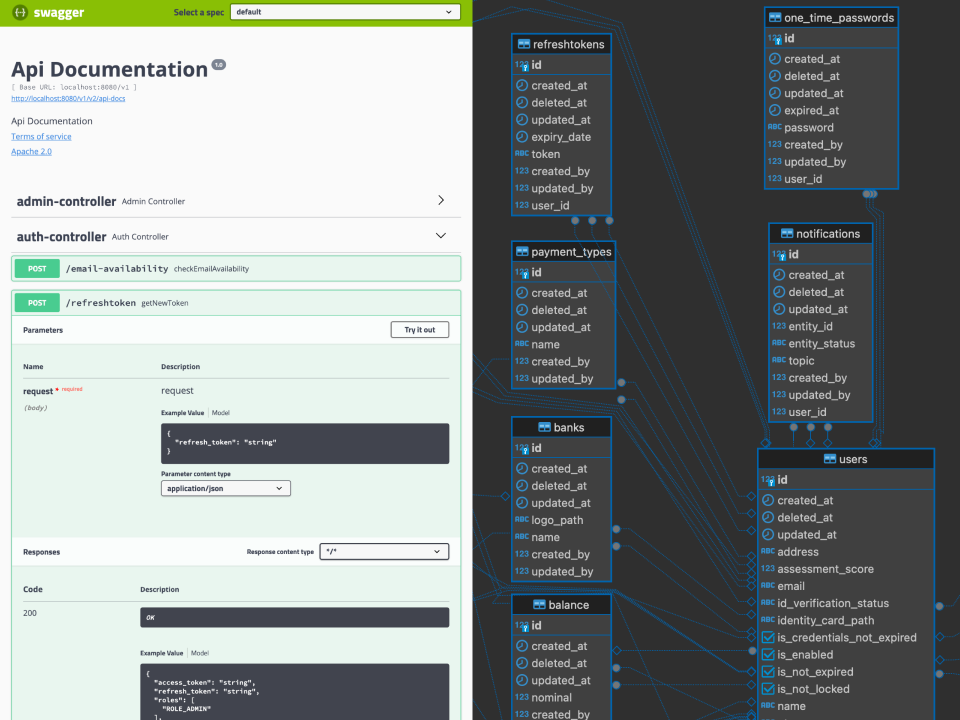 swagger
Select a spec
default
Api Documentation 1.0
[ Base URL: localhost:8080/v1 ]
http://localhost:8080/v1/v2/api-docs
Api Documentation
Terms of service
Apache 2.0
admin-controller Admin Controller
auth-controller Auth Controller
POST /email-availability checkEmailAvailability
POST /refreshtoken getNewToken
Parameters
Try it out
Name Description
request * required
(body)
request
Example Value Model
{
"refresh_token": "string"
}
Parameter content type
application/json
Responses
Response content type
*/*
Code Description
200
OK
Example Value Model
{
"access_token": "string",
"refresh_token": "string",
"roles": [
"ROLE_ADMIN"
],
refreshtokens
123 id
created_at
deleted_at
updated_at
expiry_date
ABC token
123 created_by
123 updated_by
123 user_id
payment_types
123 id
created_at
deleted_at
updated_at
ABC name
123 created_by
123 updated_by
banks
123 id
created_at
deleted_at
updated_at
ABC logo_path
ABC name
123 created_by
123 updated_by
balance
123 id
created_at
deleted_at
updated_at
123 nominal
123 created_by
one_time_passwords
123 id
created_at
deleted_at
updated_at
expired_at
ABC password
123 created_by
123 updated_by
123 user_id
notifications
123 id
created_at
deleted_at
updated_at
123 entity_id
ABC entity_status
ABC topic
123 created_by
123 updated_by
123 user_id
users
123 id
created_at
deleted_at
updated_at
ABC address
123 assessment_score
ABC email
ABC id_verification_status
ABC identity_card_path
is_credentials_not_expired
is_enabled
is_not_expired
is_not_locked
ABC name